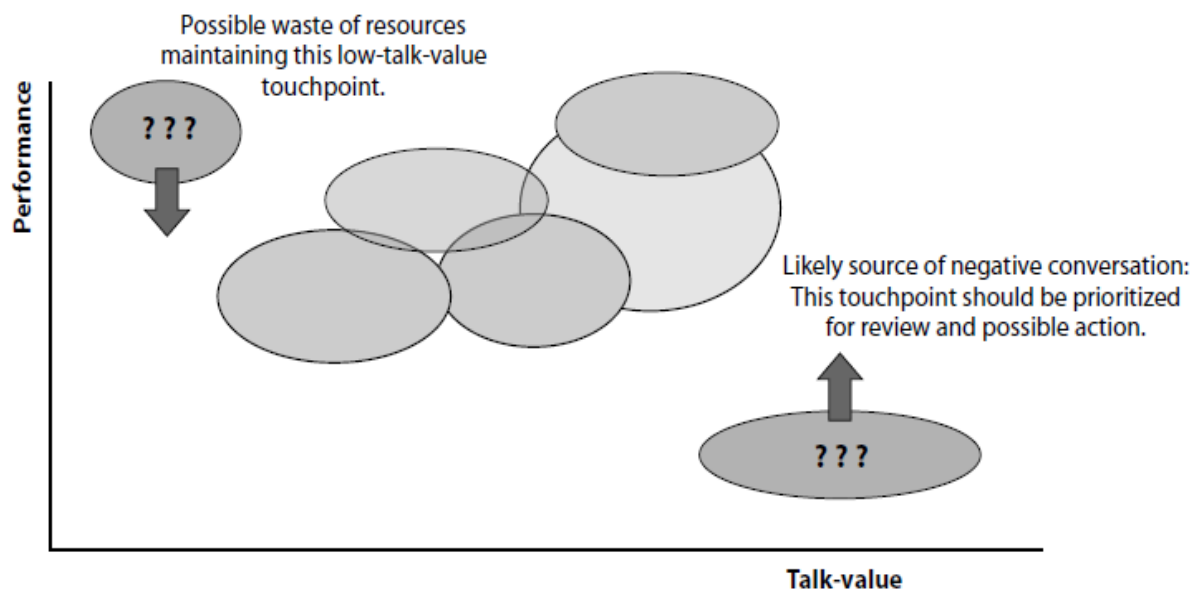 Possible waste of resources
maintaining this low-talk-value
touchpoint.
Performance
? ? ?
Likely source of negative conversation:
This touchpoint should be prioritized
for review and possible action.
? ? ?
Talk-value